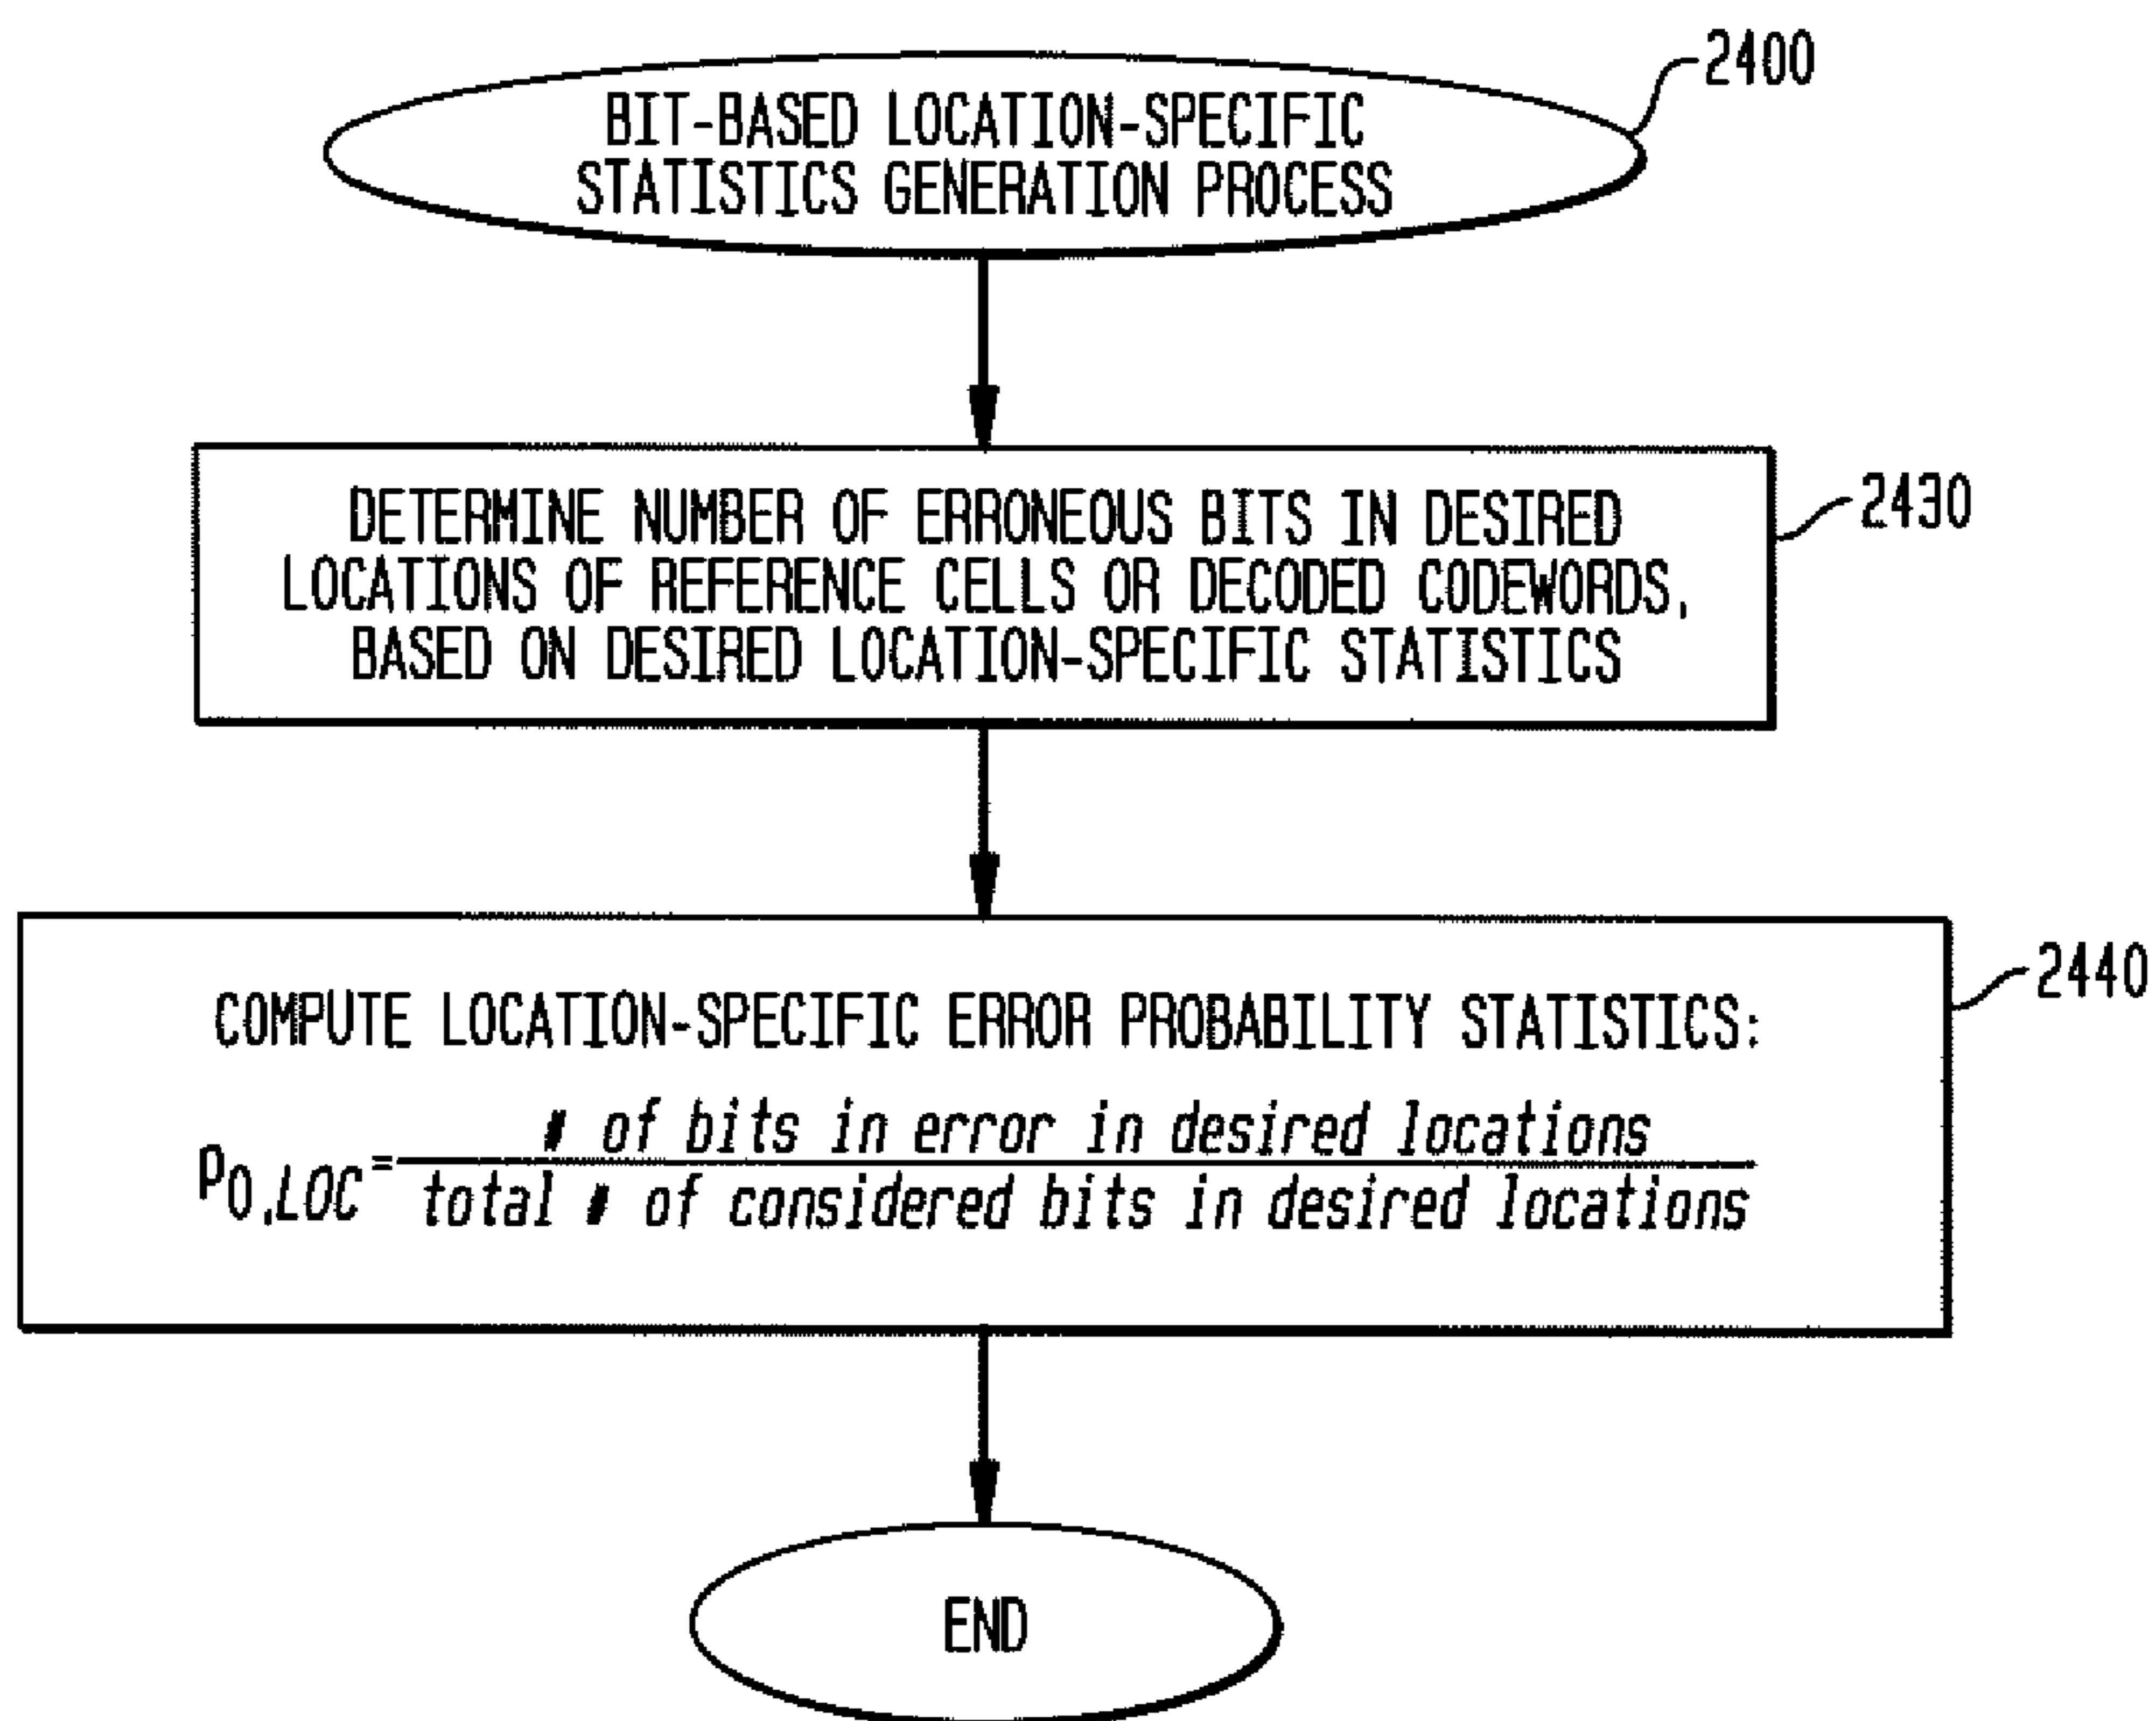 2400
BIT-BASED LOCATION-SPECIFIC
STATISTICS GENERATION PROCESS
DETERMINE NUMBER OF ERRONEOUS BITS IN DESIRED
LOCATIONS OF REFERENCE CELLS OR DECODED CODEWORDS,
BASED ON DESIRED LOCATION-SPECIFIC STATISTICS
2430
2440
COMPUTE LOCATION-SPECIFIC ERROR PROBABILITY STATISTICS:
# of bits in error in desired locations
p0,LOC=
total # of considered bits in desired locations
END